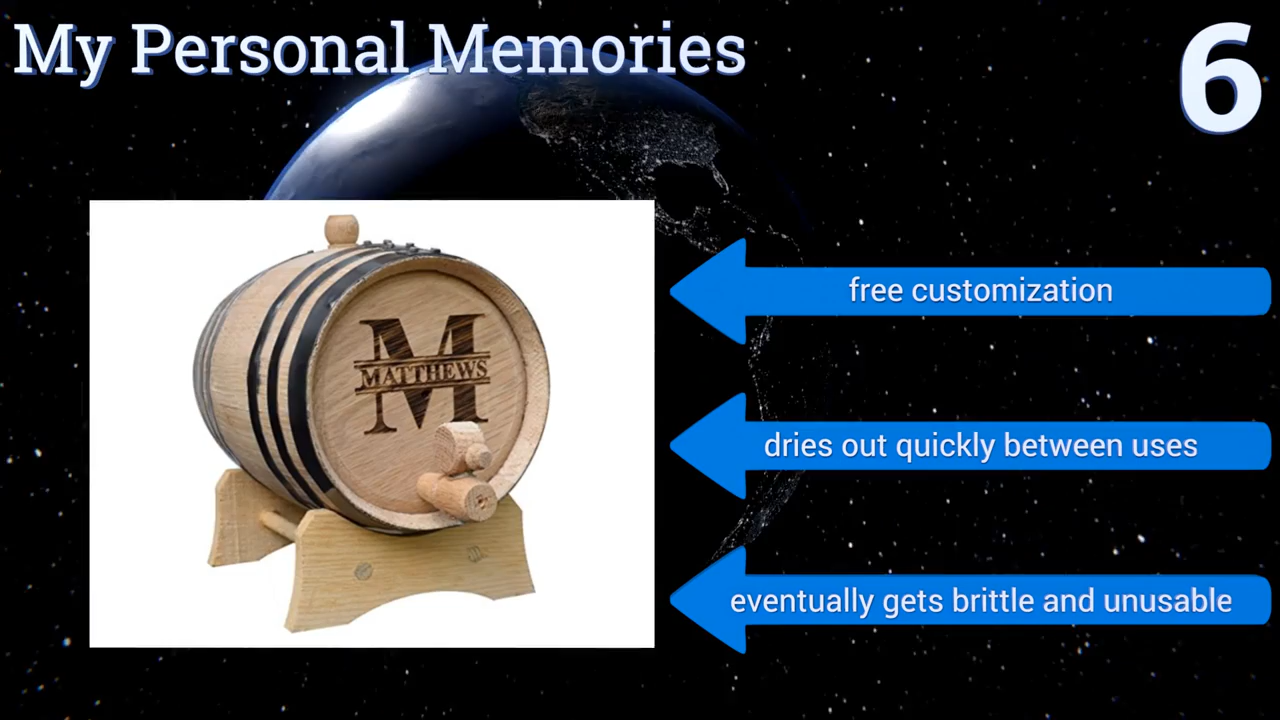 My Personal Memories
6
free customization
M
MATTHEWS
dries out quickly between uses
eventually gets brittle and unusable